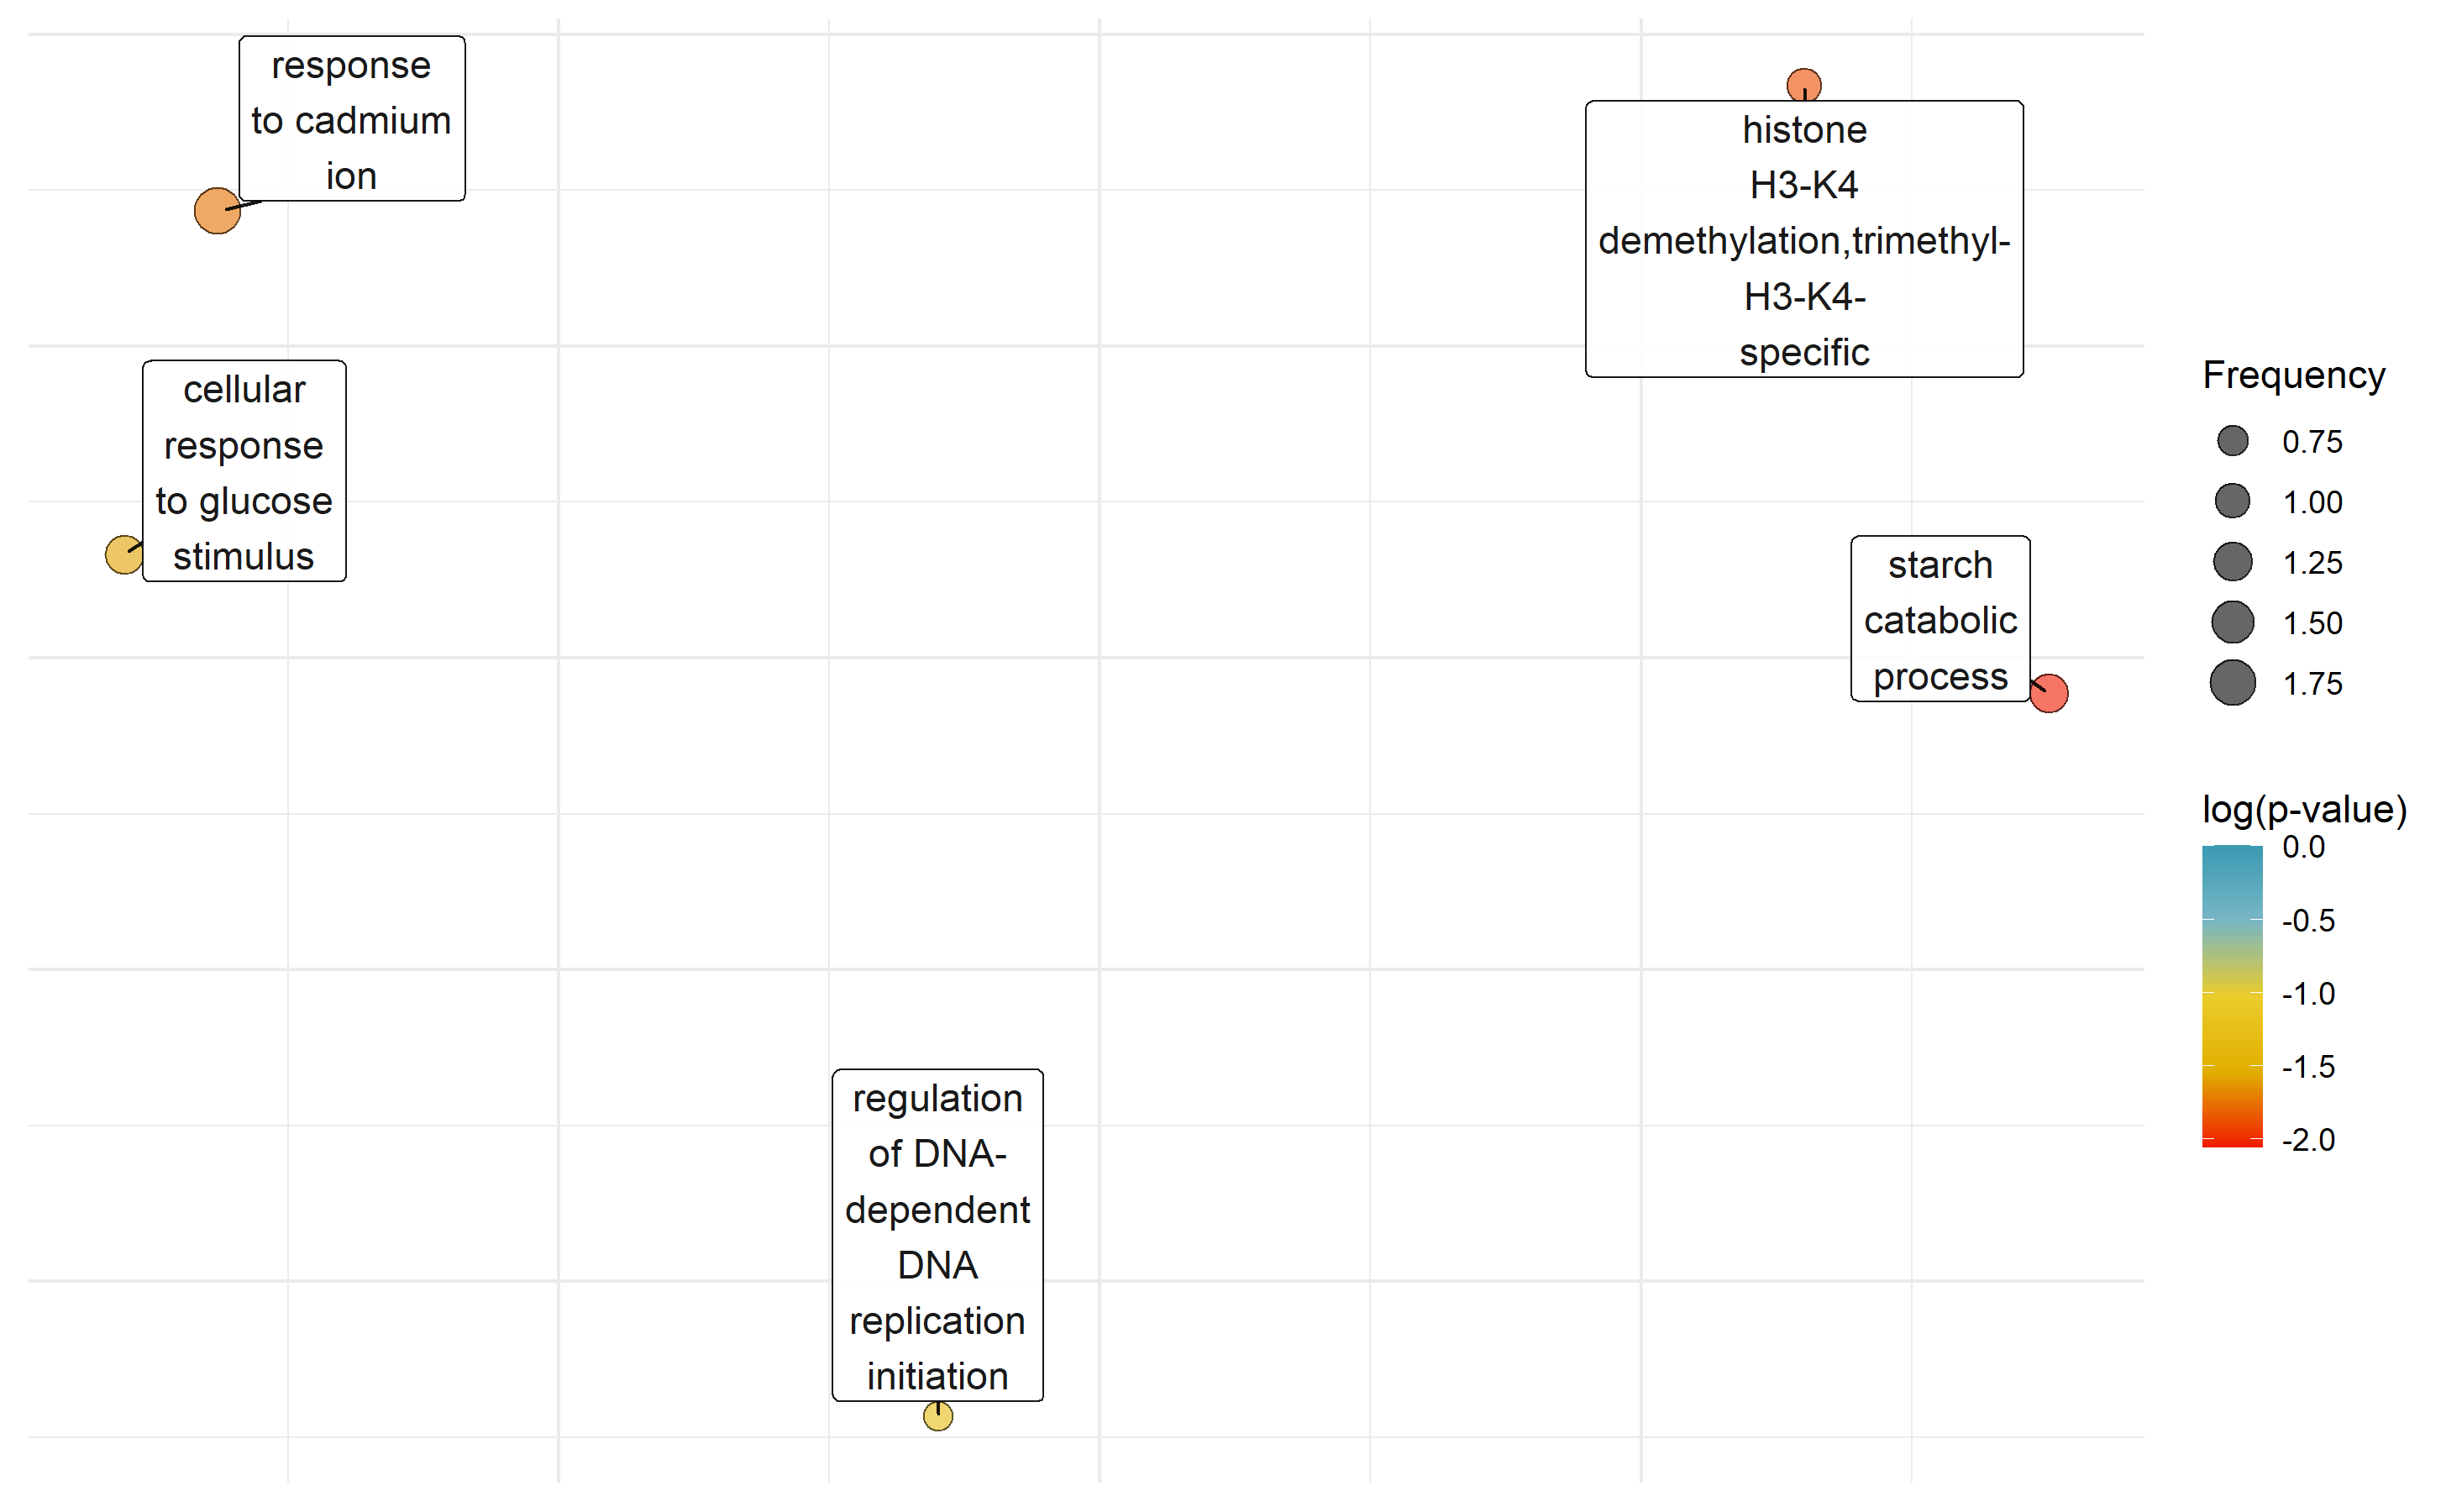 response
to cadmium
ion
histone
H3-K4
demethylation,trimethyl-
H3-K4-
specific
cellular
response
to glucose
stimulus
starch
catabolic
process
regulation
of DNA-
dependent
DNA
replication
initiation
Frequency
0.75
1.00
1.25
1.50
1.75
log(p-value)
0.0
-0.5
-1.0
-1.5
-2.0